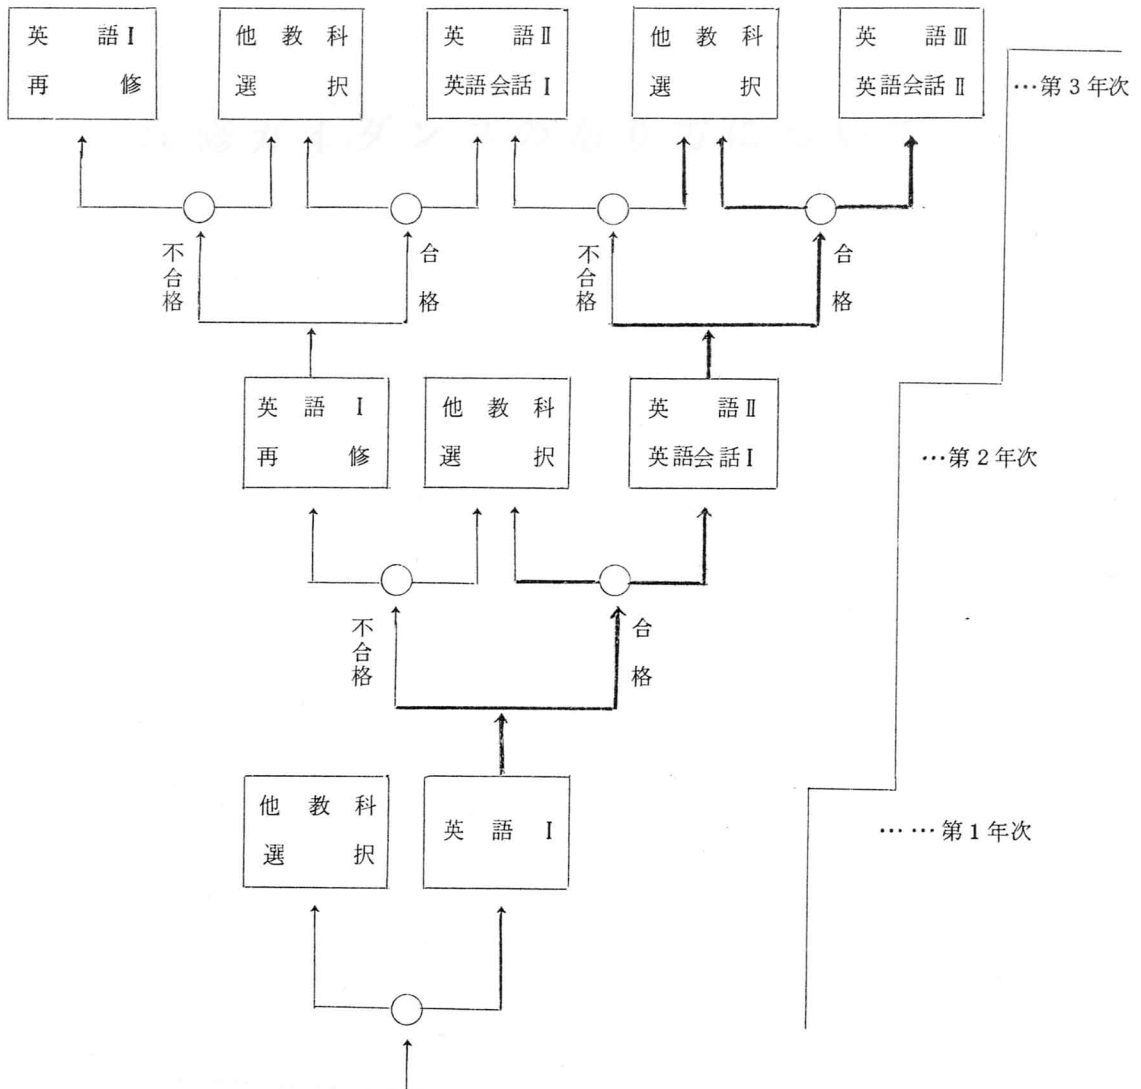 英語Ⅰ
再修
他教科
選択
英語Ⅱ
英語会話Ⅰ
他教科
選択
英語Ⅲ
英語会話Ⅱ
…第3年次
不合格
合格
不合格
合格
英語Ⅰ
再修
他教科
選択
英語Ⅱ
英語会話Ⅰ
…第2年次
不合格
合格
他教科
選択
英語Ⅰ
……第1年次